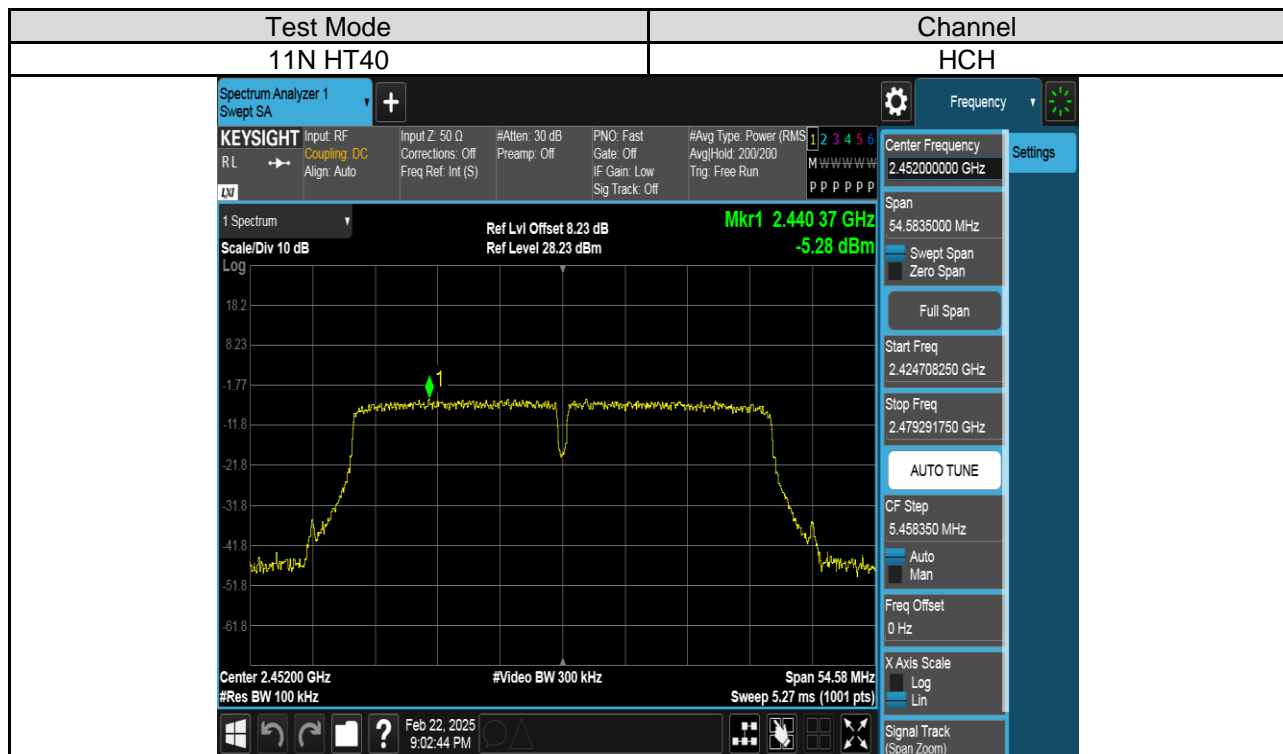 Test Mode Channel
11N HT40 HCH
Spectrum Analyzer 1
Swept SA
+
Frequency
KEYSIGHT Input: RF Input Z: 50 Ω #Atten: 30 dB PNO: Fast #Avg Type: Power (RMS 1 2 3 4 5 6
RL Coupling: DC Corrections: Off Preamp: Off Gate: Off Avg|Hold: 200/200 M W W W W W
Align: Auto Freq Ref: Int (S) IF Gain: Low Trig: Free Run
LXI Sig Track: Off P P P P P P
1 Spectrum
Scale/Div 10 dB
Ref Lvl Offset 8.23 dB
Ref Level 28.23 dBm
Mkr1 2.440 37 GHz
-5.28 dBm
Log
18.2
8.23
-1.77
-11.8
-21.8
-31.8
-41.8
-51.8
-61.8
1
Center 2.45200 GHz #Video BW 300 kHz Span 54.58 MHz
#Res BW 100 kHz Sweep 5.27 ms (1001 pts)
Center Frequency
2.452000000 GHz
Settings
Span
54.5835000 MHz
Swept Span
Zero Span
Full Span
Start Freq
2.424708250 GHz
Stop Freq
2.479291750 GHz
AUTO TUNE
CF Step
5.458350 MHz
Auto
Man
Freq Offset
0 Hz
X Axis Scale
Log
Lin
Signal Track
(Span Zoom)
?
Feb 22, 2025
9:02:44 PM